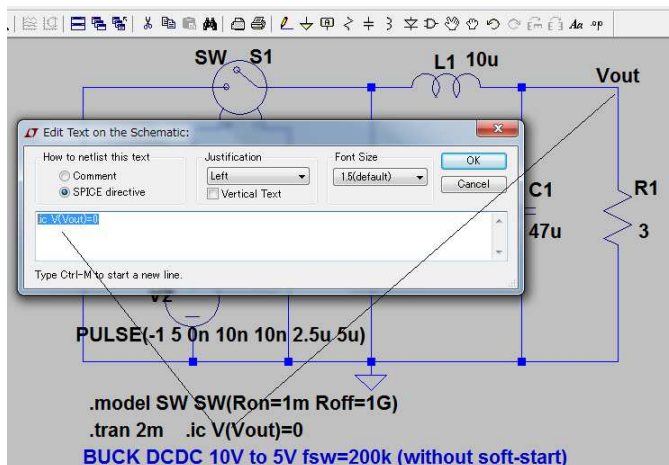 Aa .op
SW S1
L1 10u
Vout
Edit Text on the Schematic:
How to netlist this text
Comment
SPICE directive
Justification
Left
Vertical Text
Font Size
1.5(default)
OK
Cancel
.ic V(Vout)=0
Type Ctrl-M to start a new line.
C1
47u
R1
3
V2
PULSE(-1 5 0n 10n 10n 2.5u 5u)
.model SW SW(Ron=1m Roff=1G)
.tran 2m .ic V(Vout)=0
BUCK DCDC 10V to 5V fsw=200k (without soft-start)